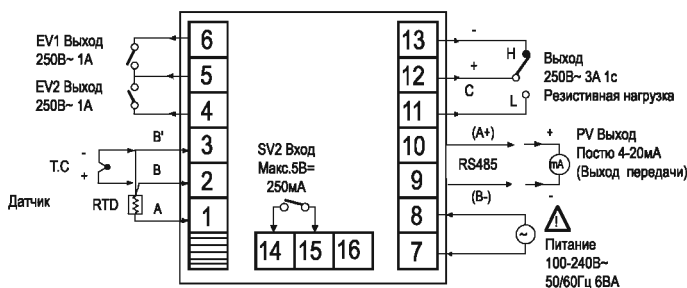 EV1 Выход
250В~ 1А
EV2 Выход
250В~ 1А
T.C
-
+
Датчик
RTD
B'
B
A
6
5
4
3
2
1
SV2 Вход
Макс.5В=
250мА
14
15
16
13
12
11
10
9
8
7
-
+
C
H
L
Выход
250В~ 3А 1с
Резистивная нагрузка
(A+)
RS485
(B-)
+
mA
-
PV Выход
Постю 4-20мА
(Выход передачи)
~
!
Питание
100-240В~
50/60Гц 6ВА